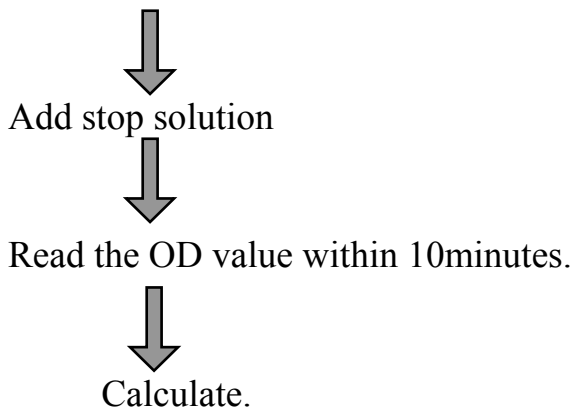 Add stop solution
Read the OD value within 10minutes.
Calculate.